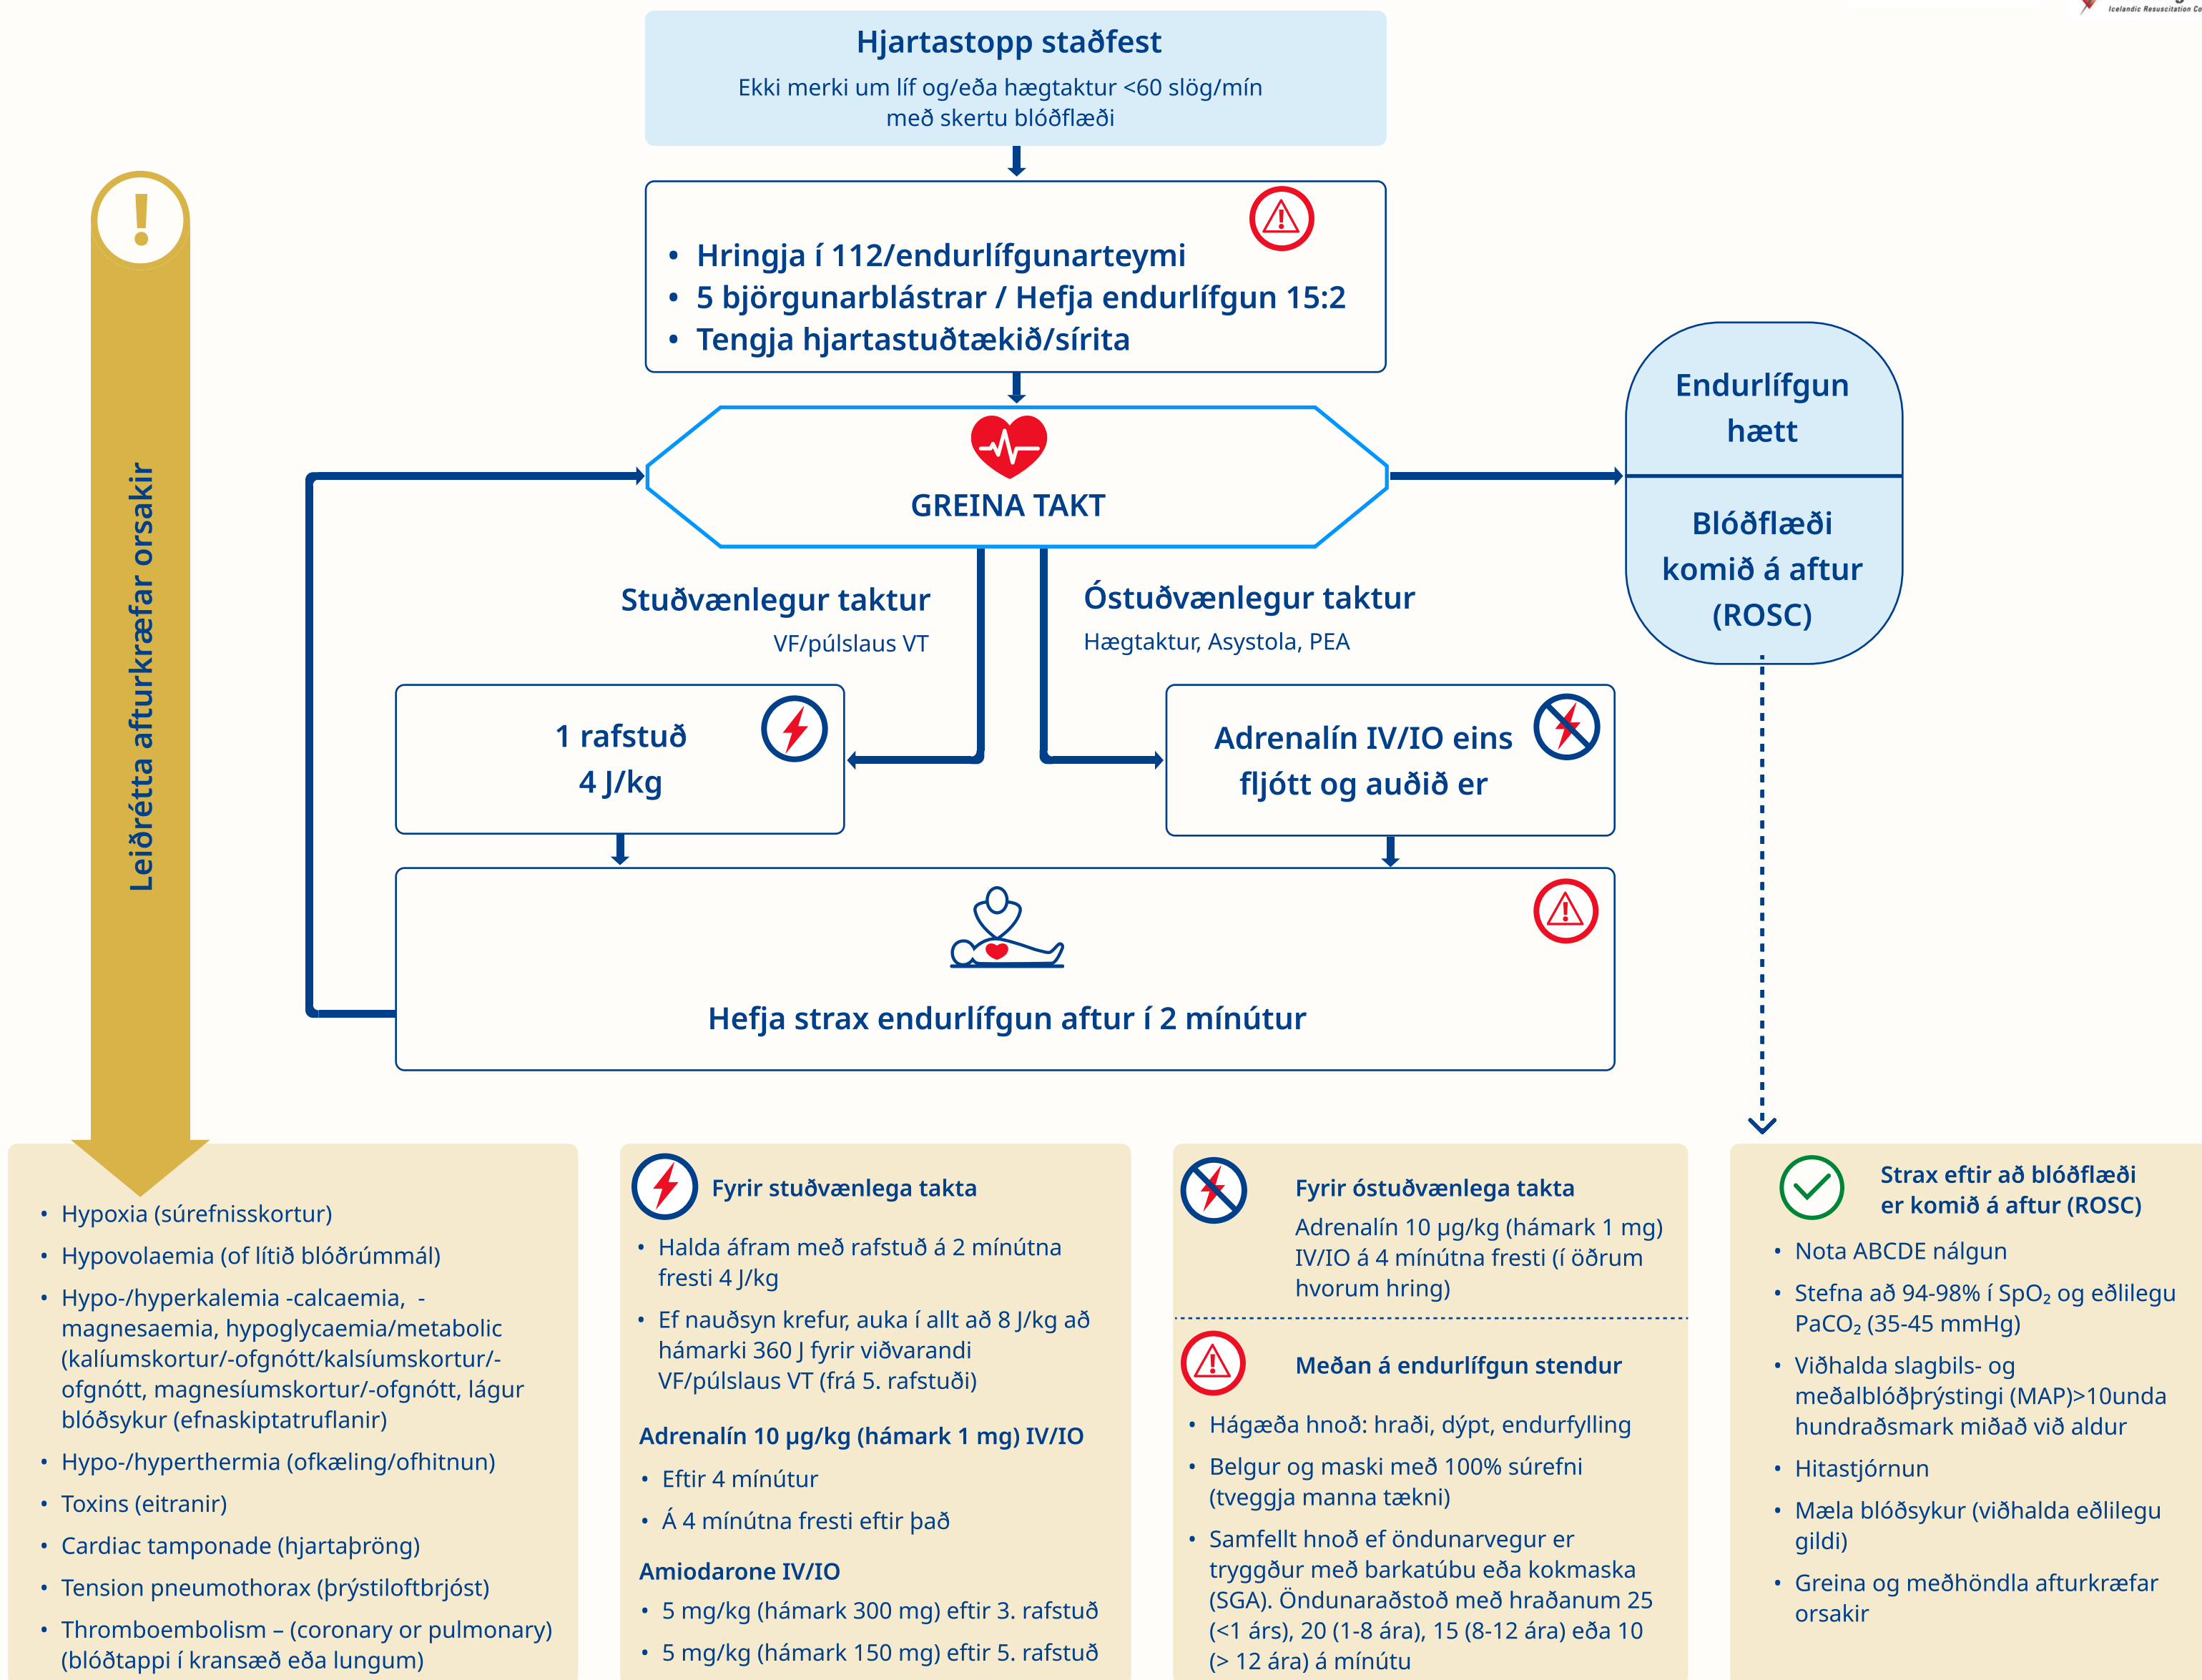 Icelandic Resuscitation Co
Hjartastopp staðfest
Ekki merki um líf og/eða hægtaktur <60 slög/mín
með skertu blóðflæði
• Hringja í 112/endurlífgunarteymi
• 5 björgunarblástrar / Hefja endurlífgun 15:2
• Tengja hjartastuðtækið/sírita
GREINA TAKT
Endurlífgun
hætt
Blóðflæði
komið á aftur
(ROSC)
Leiðrétta afturkræfar orsakir
Stuðvænlegur taktur
VF/púlslaus VT
Óstuðvænlegur taktur
Hægtaktur, Asystola, PEA
1 rafstuð
4 J/kg
Adrenalín IV/IO eins
fljótt og auðið er
Hefja strax endurlífgun aftur í 2 mínútur
• Hypoxia (súrefnisskortur)
• Hypovolaemia (of lítið blóðrúmmál)
• Hypo-/hyperkalemia -calcaemia, -
magnesaemia, hypoglycaemia/metabolic
(kalíumskortur/-ofgnótt/kalsíumskortur/-
ofgnótt, magnesíumskortur/-ofgnótt, lágur
blóðsykur (efnaskiptatruflanir)
• Hypo-/hyperthermia (ofkæling/ofhitnun)
• Toxins (eitranir)
• Cardiac tamponade (hjartaþröng)
• Tension pneumothorax (þrýstiloftbrjóst)
• Thromboembolism – (coronary or pulmonary)
(blóðtappi í kransæð eða lungum)
Fyrir stuðvænlega takta
• Halda áfram með rafstuð á 2 mínútna
fresti 4 J/kg
• Ef nauðsyn krefur, auka í allt að 8 J/kg að
hámarki 360 J fyrir viðvarandi
VF/púlslaus VT (frá 5. rafstuði)
Adrenalín 10 µg/kg (hámark 1 mg) IV/IO
• Eftir 4 mínútur
• Á 4 mínútna fresti eftir það
Amiodarone IV/IO
• 5 mg/kg (hámark 300 mg) eftir 3. rafstuð
• 5 mg/kg (hámark 150 mg) eftir 5. rafstuð
Fyrir óstuðvænlega takta
Adrenalín 10 µg/kg (hámark 1 mg)
IV/IO á 4 mínútna fresti (í öðrum
hvorum hring)
Meðan á endurlífgun stendur
• Hágæða hnoð: hraði, dýpt, endurfylling
• Belgur og maski með 100% súrefni
(tveggja manna tækni)
• Samfellt hnoð ef öndunarvegur er
tryggður með barkatúbu eða kokmaska
(SGA). Öndunaraðstoð með hraðanum 25
(<1 árs), 20 (1-8 ára), 15 (8-12 ára) eða 10
(> 12 ára) á mínútu
Strax eftir að blóðflæði
er komið á aftur (ROSC)
• Nota ABCDE nálgun
• Stefna að 94-98% í SpO₂ og eðlilegu
PaCO₂ (35-45 mmHg)
• Viðhalda slagbils- og
meðalblóðþrýstingi (MAP)>10unda
hundraðsmark miðað við aldur
• Hitastjórnun
• Mæla blóðsykur (viðhalda eðlilegu
gildi)
• Greina og meðhöndla afturkræfar
orsakir